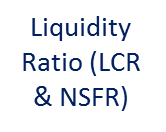 Liquidity
Ratio (LCR
& NSFR)